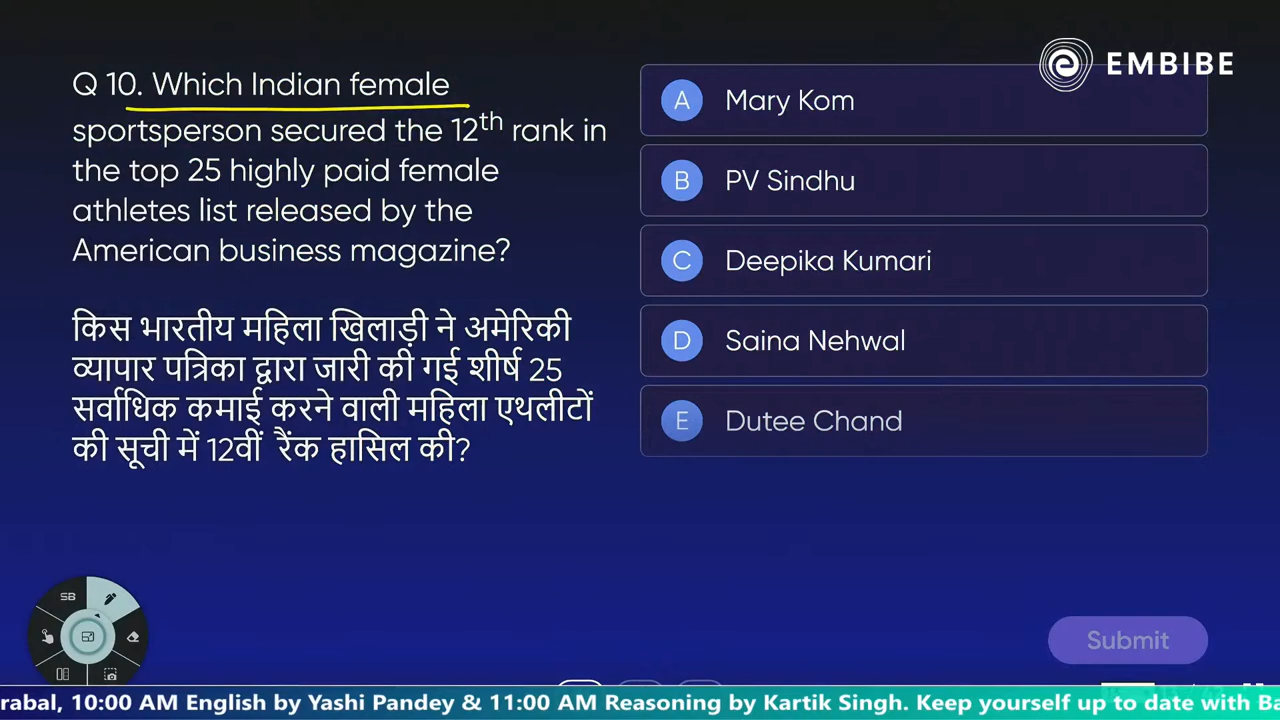 EMBIBE
Q 10. Which Indian female
sportsperson secured the 12th rank in
the top 25 highly paid female
athletes list released by the
American business magazine?
किस भारतीय महिला खिलाड़ी ने अमेरिकी
व्यापार पत्रिका द्वारा जारी की गई शीर्ष 25
सर्वाधिक कमाई करने वाली महिला एथलीटों
की सूची में 12वीं रैंक हासिल की?
A Mary Kom
B PV Sindhu
C Deepika Kumari
D Saina Nehwal
E Dutee Chand
SB
Submit
10:00 AM English by Yashi Pandey & 11:00 AM Reasoning by Kartik Singh. Keep yourself up to date with